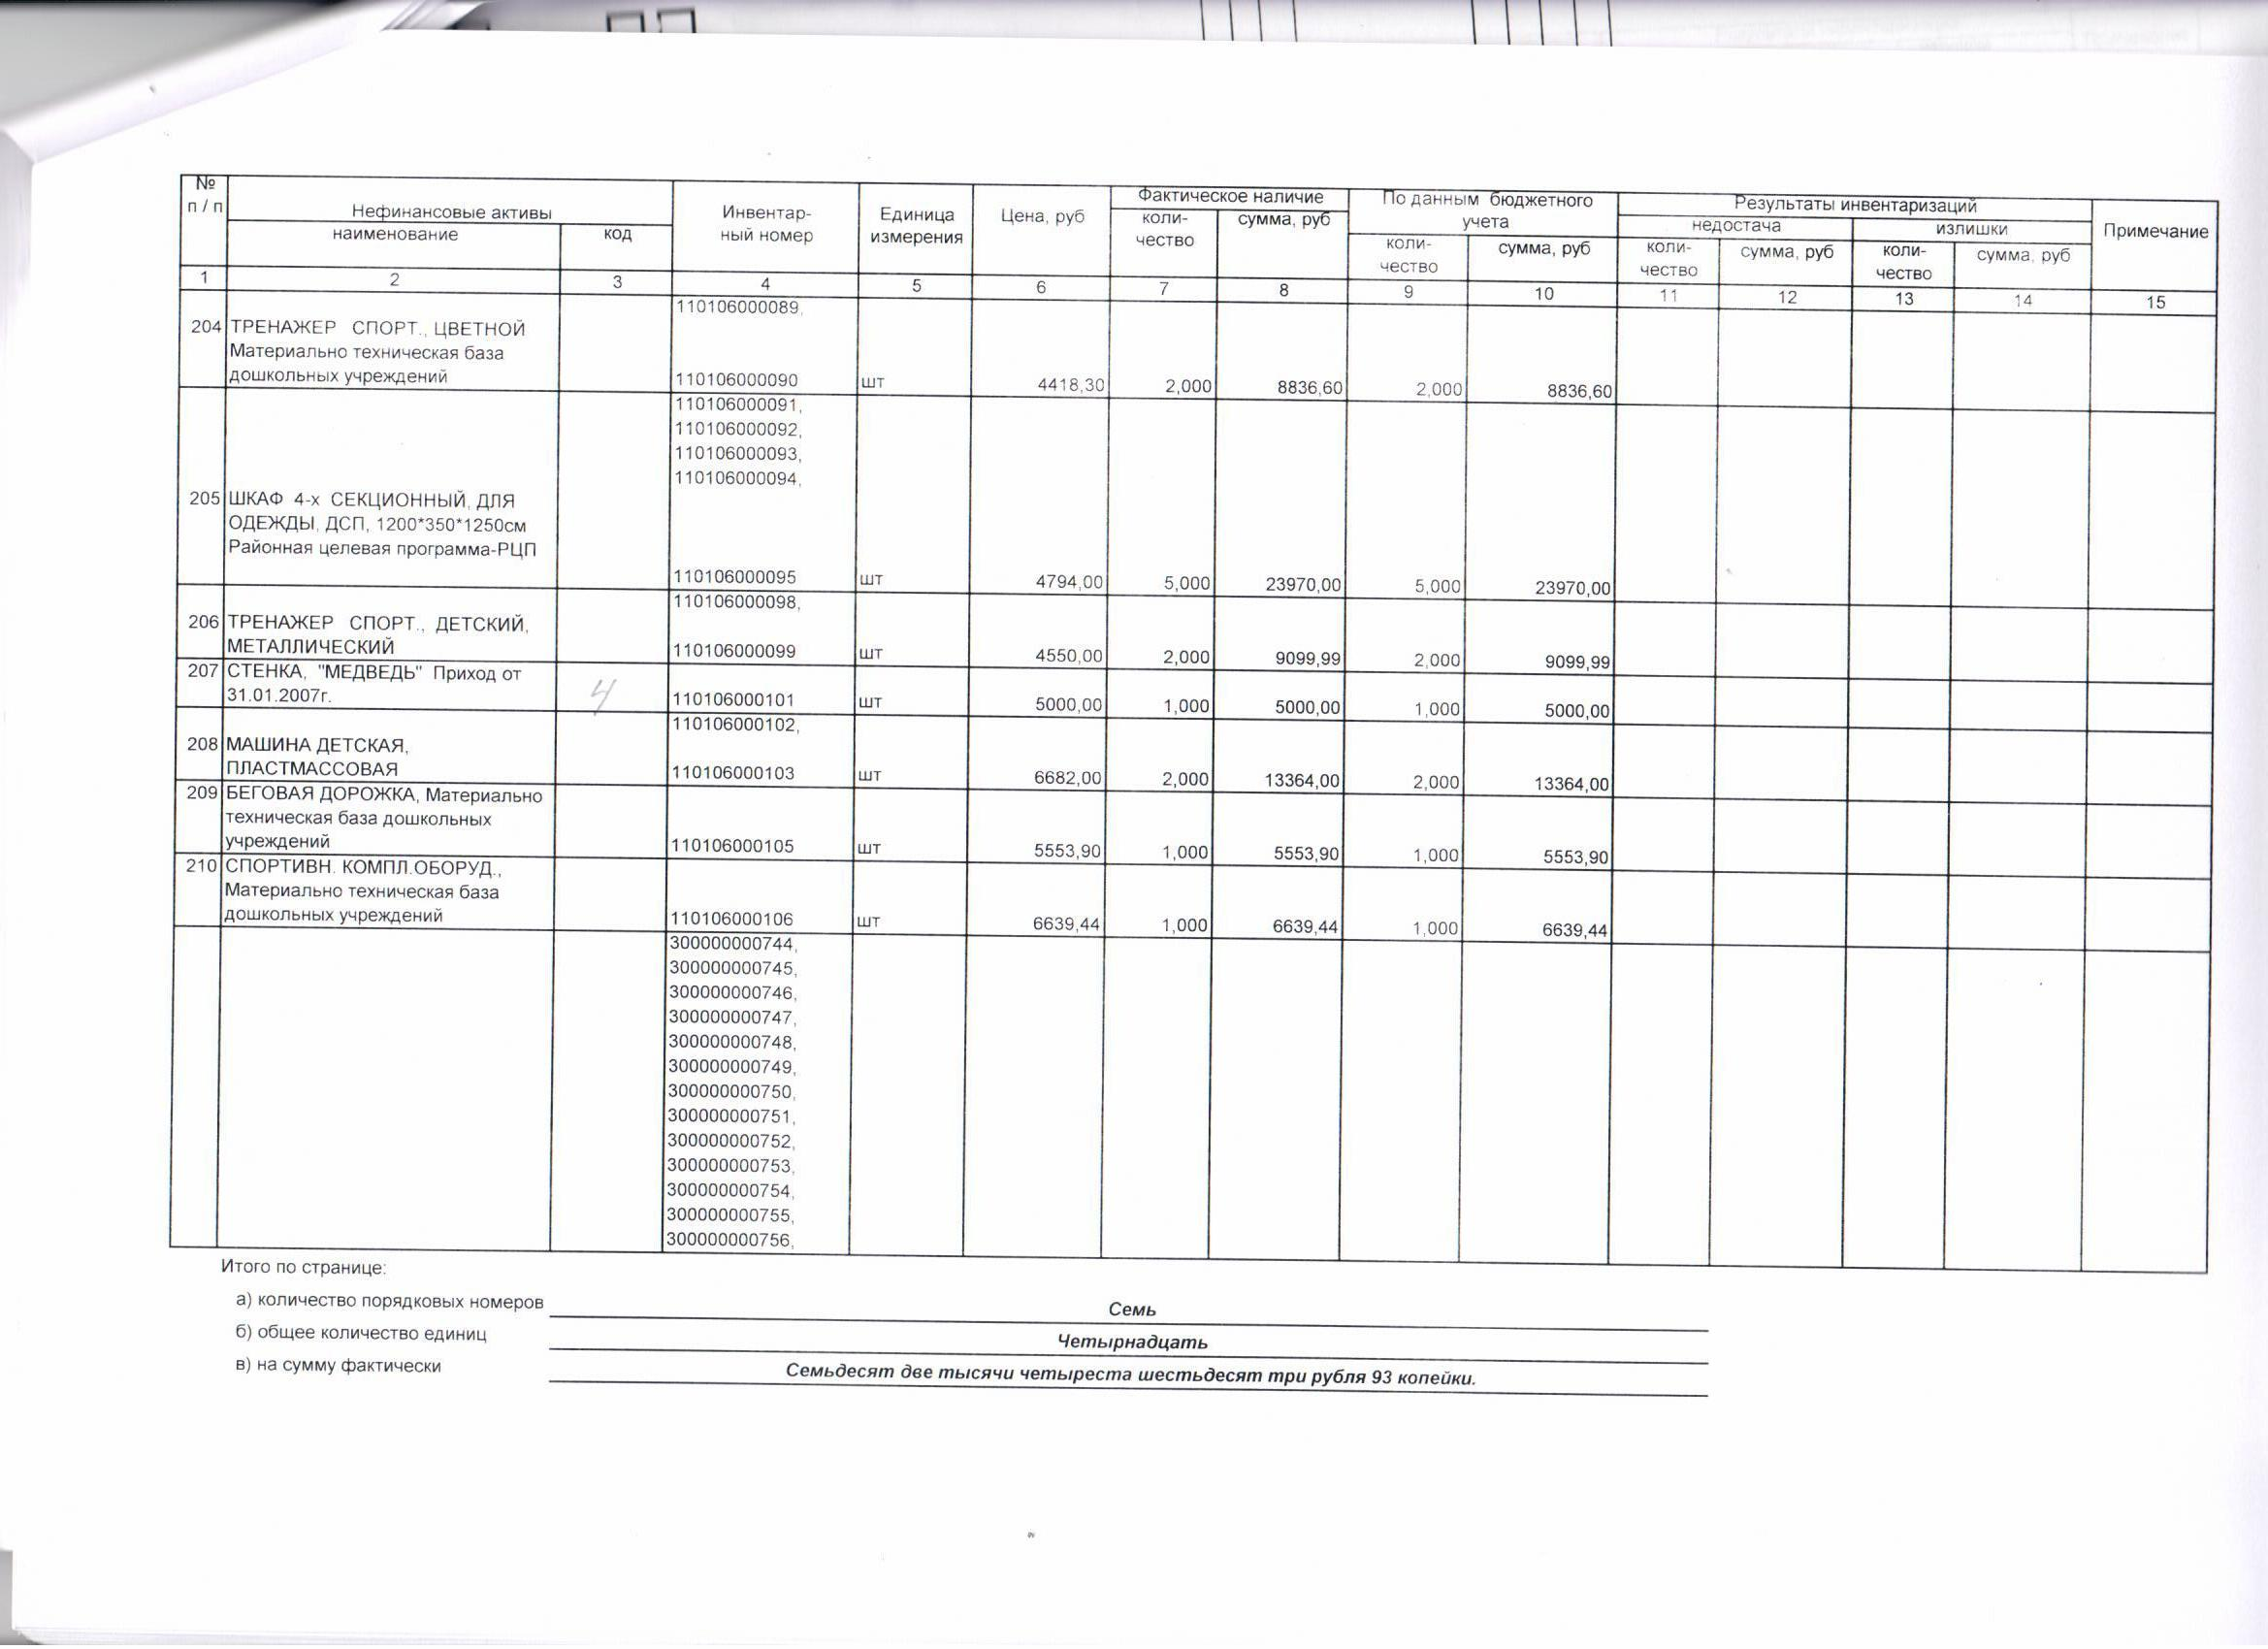 №
п / п
Нефинансовые активы
Инвентар-
ный номер
Единица
измерения
Цена, руб
Фактическое наличие
По данным бюджетного
учета
Результаты инвентаризаций
Примечание
наименование
код
коли-
чество
сумма, руб
коли-
чество
сумма, руб
недостача
излишки
коли-
чество
сумма, руб
коли-
чество
сумма, руб
1 2 3 4 5 6 7 8 9 10 11 12 13 14 15
110106000089,
204 ТРЕНАЖЕР СПОРТ., ЦВЕТНОЙ
Материально техническая база
дошкольных учреждений 110106000090 шт 4418,30 2,000 8836,60 2,000 8836,60
110106000091,
110106000092,
110106000093,
110106000094,
205 ШКАФ 4-х СЕКЦИОННЫЙ, ДЛЯ
ОДЕЖДЫ, ДСП, 1200*350*1250см
Районная целевая программа-РЦП
110106000095 шт 4794,00 5,000 23970,00 5,000 23970,00
110106000098,
206 ТРЕНАЖЕР СПОРТ., ДЕТСКИЙ,
МЕТАЛЛИЧЕСКИЙ 110106000099 шт 4550,00 2,000 9099,99 2,000 9099,99
207 СТЕНКА, "МЕДВЕДЬ" Приход от
31.01.2007г. 4 110106000101 шт 5000,00 1,000 5000,00 1,000 5000,00
110106000102,
208 МАШИНА ДЕТСКАЯ,
ПЛАСТМАССОВАЯ 110106000103 шт 6682,00 2,000 13364,00 2,000 13364,00
209 БЕГОВАЯ ДОРОЖКА, Материально
техническая база дошкольных
учреждений 110106000105 шт 5553,90 1,000 5553,90 1,000 5553,90
210 СПОРТИВН. КОМПЛ.ОБОРУД.,
Материально техническая база
дошкольных учреждений 110106000106 шт 6639,44 1,000 6639,44 1,000 6639,44
300000000744,
300000000745,
300000000746,
300000000747,
300000000748,
300000000749,
300000000750,
300000000751,
300000000752,
300000000753,
300000000754,
300000000755,
300000000756,
Итого по странице:
а) количество порядковых номеров Семь
б) общее количество единиц Четырнадцать
в) на сумму фактически Семьдесят две тысячи четыреста шестьдесят три рубля 93 копейки.